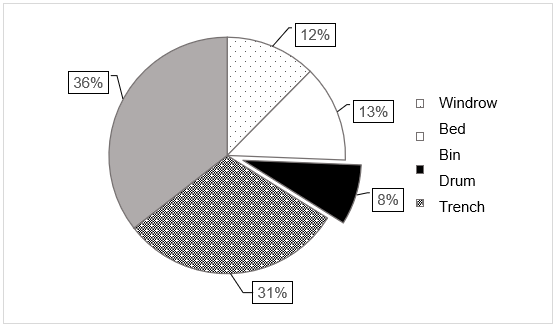 12%
36%
13%
8%
31%
Windrow
Bed
Bin
Drum
Trench